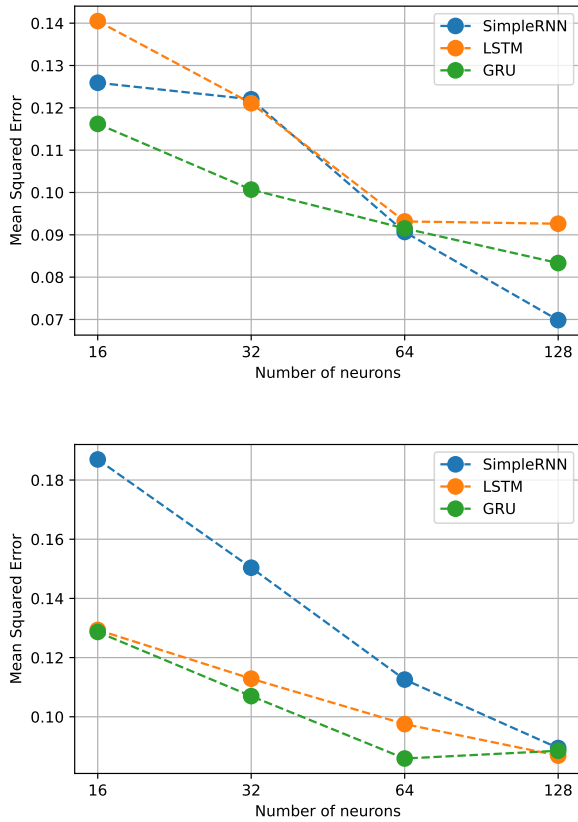 0.14
0.13
0.12
0.11
0.10
0.09
0.08
0.07
Mean Squared Error
SimpleRNN
LSTM
GRU
16 32 64 128
Number of neurons
0.18
0.16
0.14
0.12
0.10
Mean Squared Error
SimpleRNN
LSTM
GRU
16 32 64 128
Number of neurons